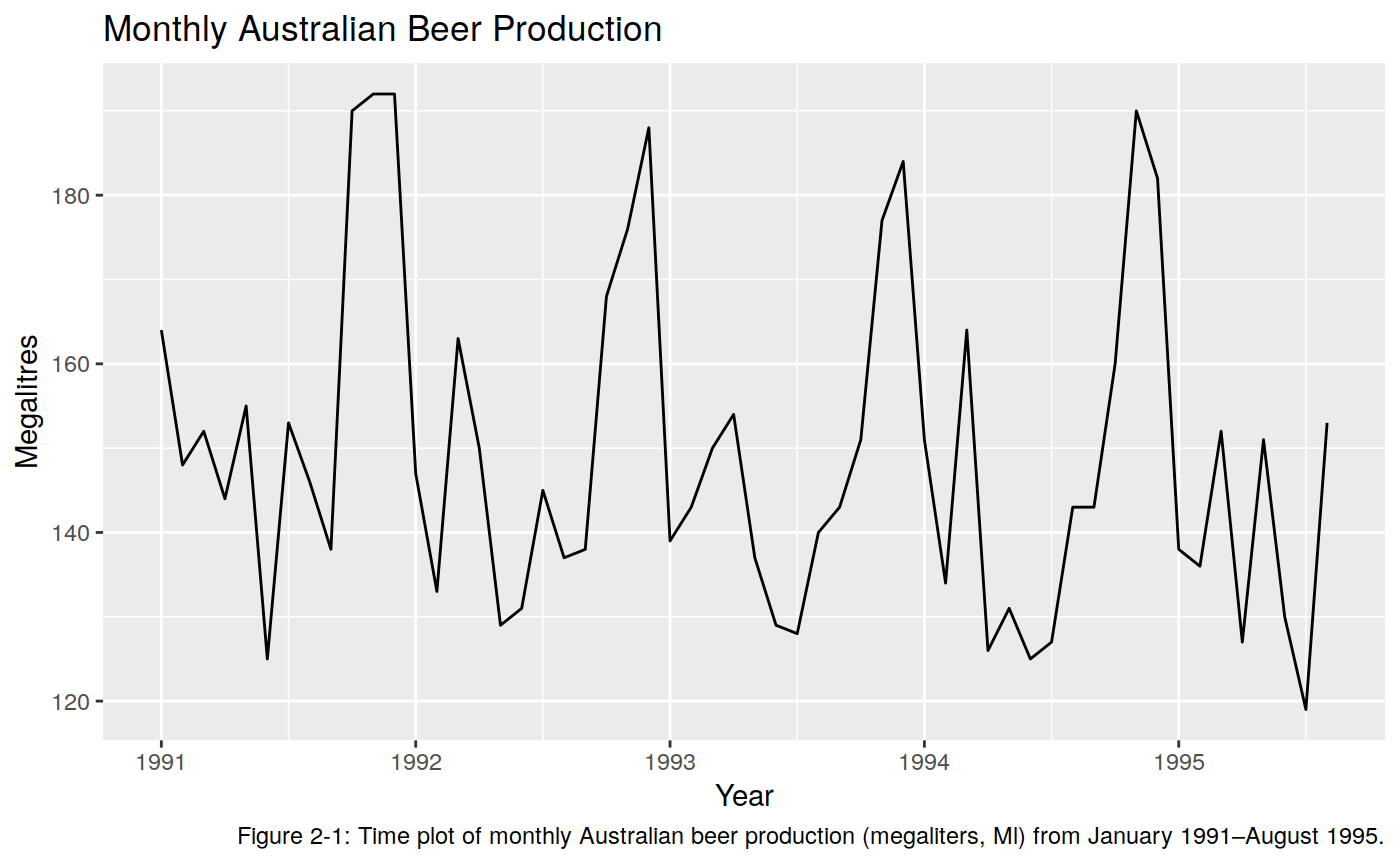 Monthly Australian Beer Production
Megalitres
180
160
140
120
1991
1992
1993
1994
1995
Year
Figure 2-1: Time plot of monthly Australian beer production (megaliters, Ml) from January 1991–August 1995.